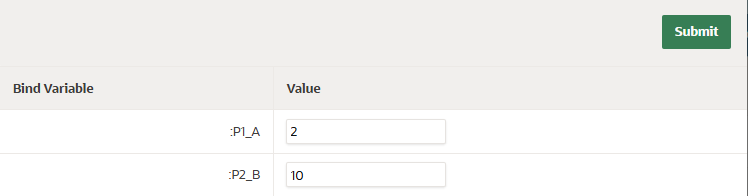 Submit
Bind Variable Value
:P1_A 2
:P2_B 10